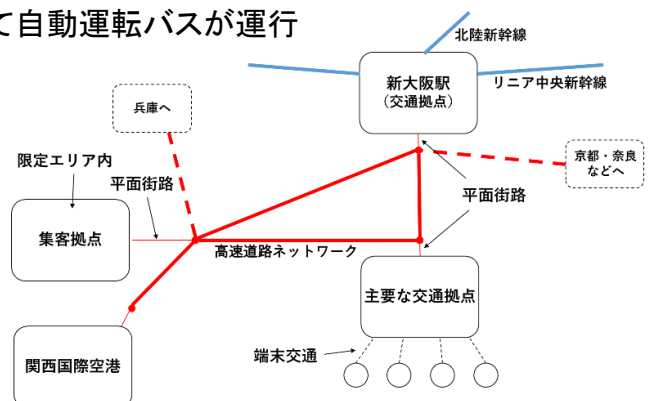 て自動運転バスが運行
北陸新幹線
新大阪駅
(交通拠点)
リニア中央新幹線
兵庫へ
限定エリア内
平面街路
京都・奈良
などへ
平面街路
集客拠点
高速道路ネットワーク
主要な交通拠点
端末交通
関西国際空港